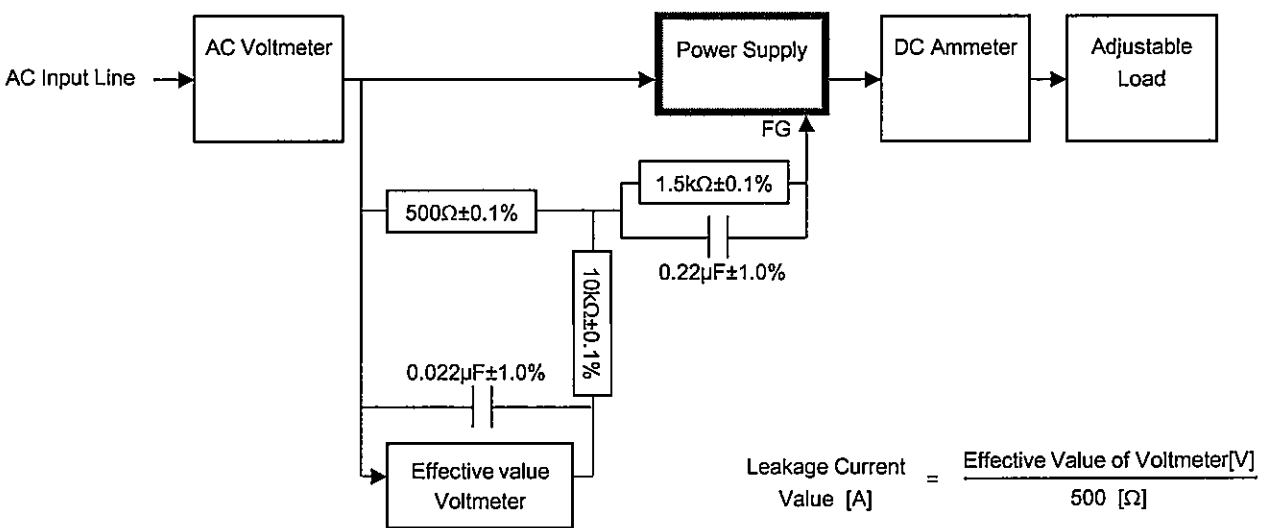 AC Voltmeter
Power Supply
DC Ammeter
Adjustable
Load
AC Input Line
FG
1.5kΩ±0.1%
500Ω±0.1%
0.22µF±1.0%
10kΩ±0.1%
0.022µF±1.0%
Effective value
Voltmeter
Leakage Current
Value [A]
=
Effective Value of Voltmeter[V]
500 [Ω]